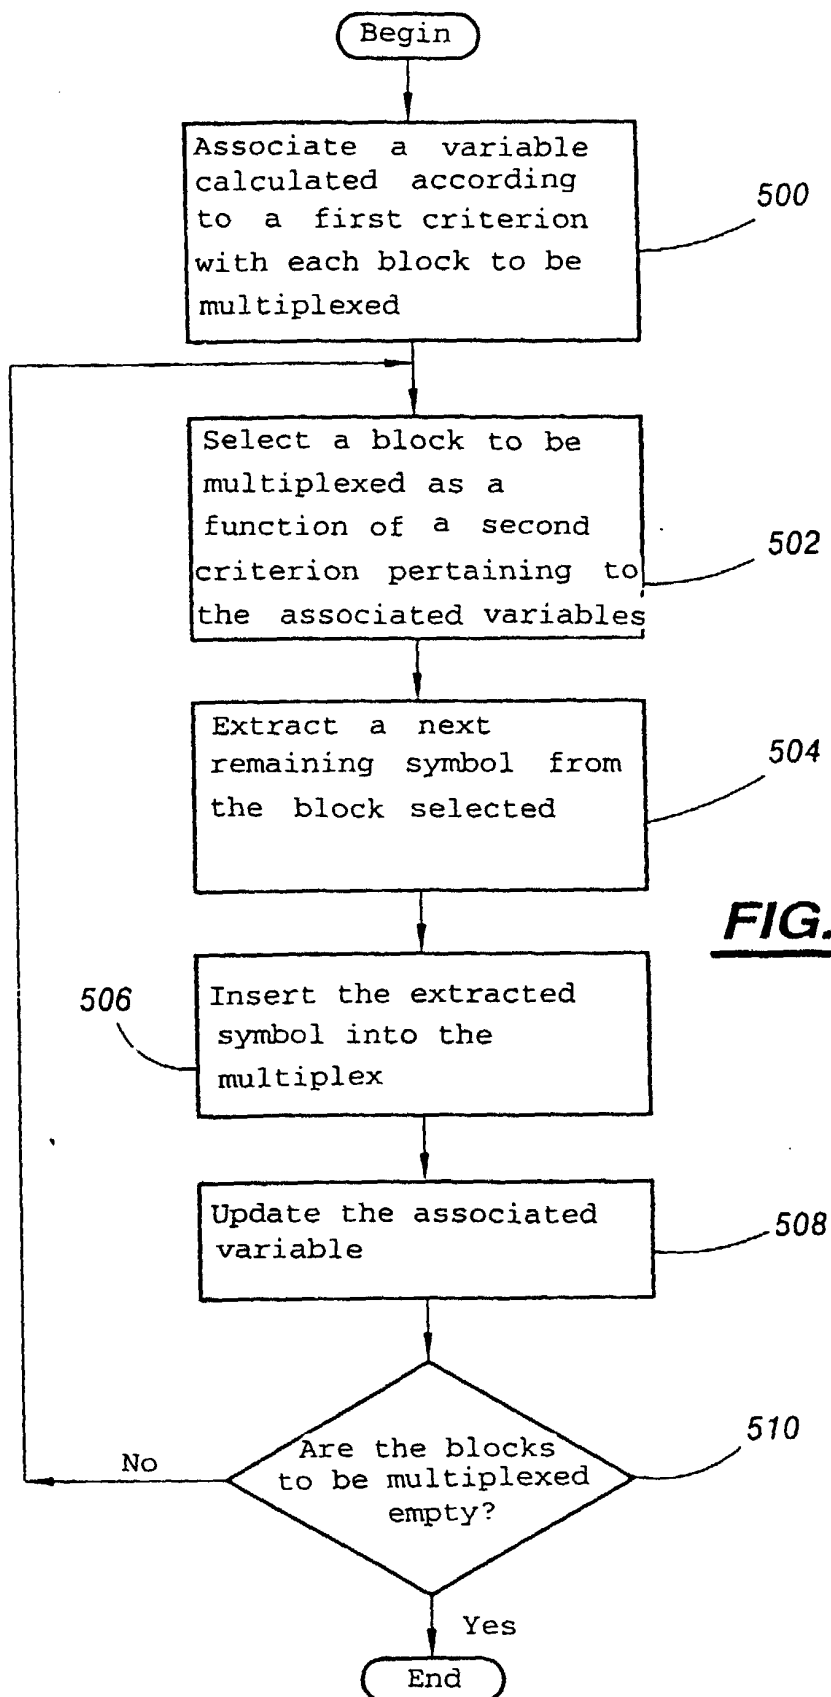 Begin
Associate a variable
calculated according
to a first criterion
with each block to be
multiplexed
500
Select a block to be
multiplexed as a
function of a second
criterion pertaining to
the associated variables
502
Extract a next
remaining symbol from
the block selected
504
FIG.
506
Insert the extracted
symbol into the
multiplex
Update the associated
variable
508
Are the blocks
to be multiplexed
empty?
510
No
Yes
End